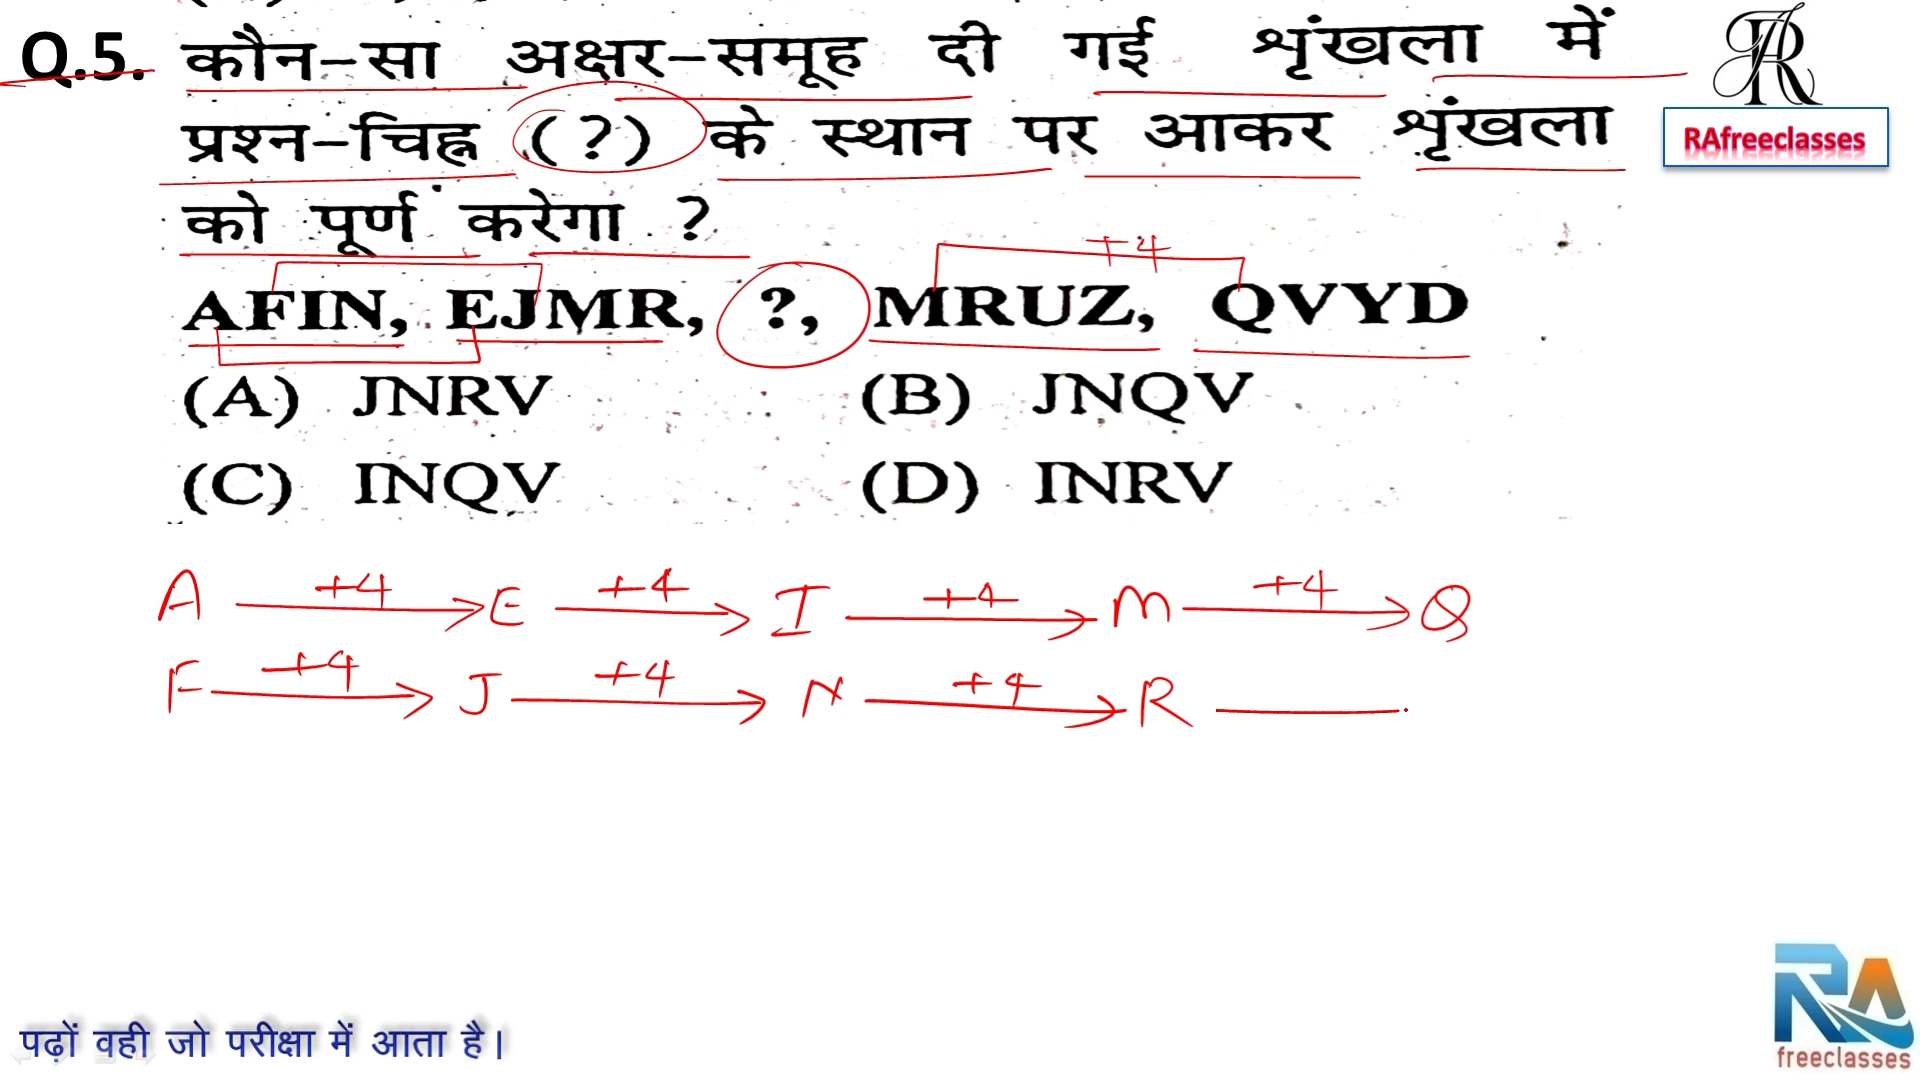 Q.5. कौन-सा अक्षर-समूह दी गई शृंखला में
प्रश्न-चिह्न (?) के स्थान पर आकर शृंखला
को पूर्ण करेगा ?
RAfreeclasses
+4
AFIN, EJMR, ?, MRUZ, QVYD
(A) JNRV (B) JNQV
(C) INQV (D) INRV
A +4 E +4 I +4 M +4 Q
F +4 J +4 N +4 R
पढ़ों वही जो परीक्षा में आता है।
RA
freeclasses